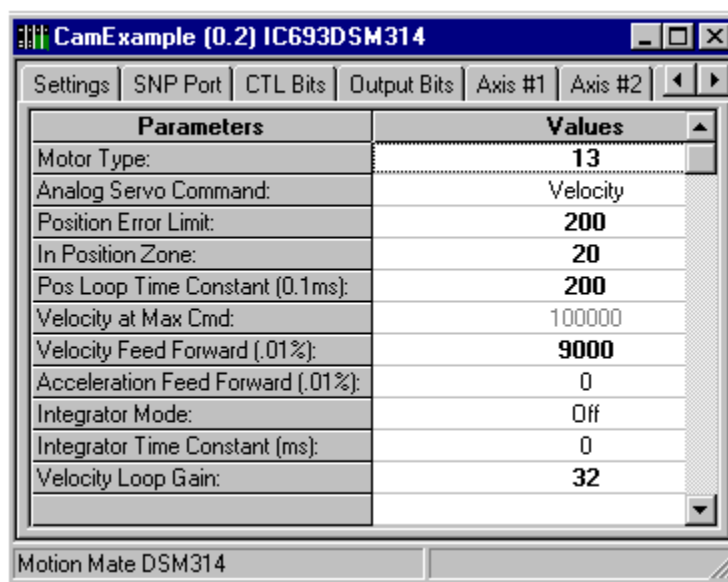 CamExample (0.2) IC693DSM314
Settings SNP Port CTL Bits Output Bits Axis #1 Axis #2
Parameters Values
Motor Type: 13
Analog Servo Command: Velocity
Position Error Limit: 200
In Position Zone: 20
Pos Loop Time Constant (0.1ms): 200
Velocity at Max Cmd: 100000
Velocity Feed Forward (.01%): 9000
Acceleration Feed Forward (.01%): 0
Integrator Mode: Off
Integrator Time Constant (ms): 0
Velocity Loop Gain: 32
Motion Mate DSM314